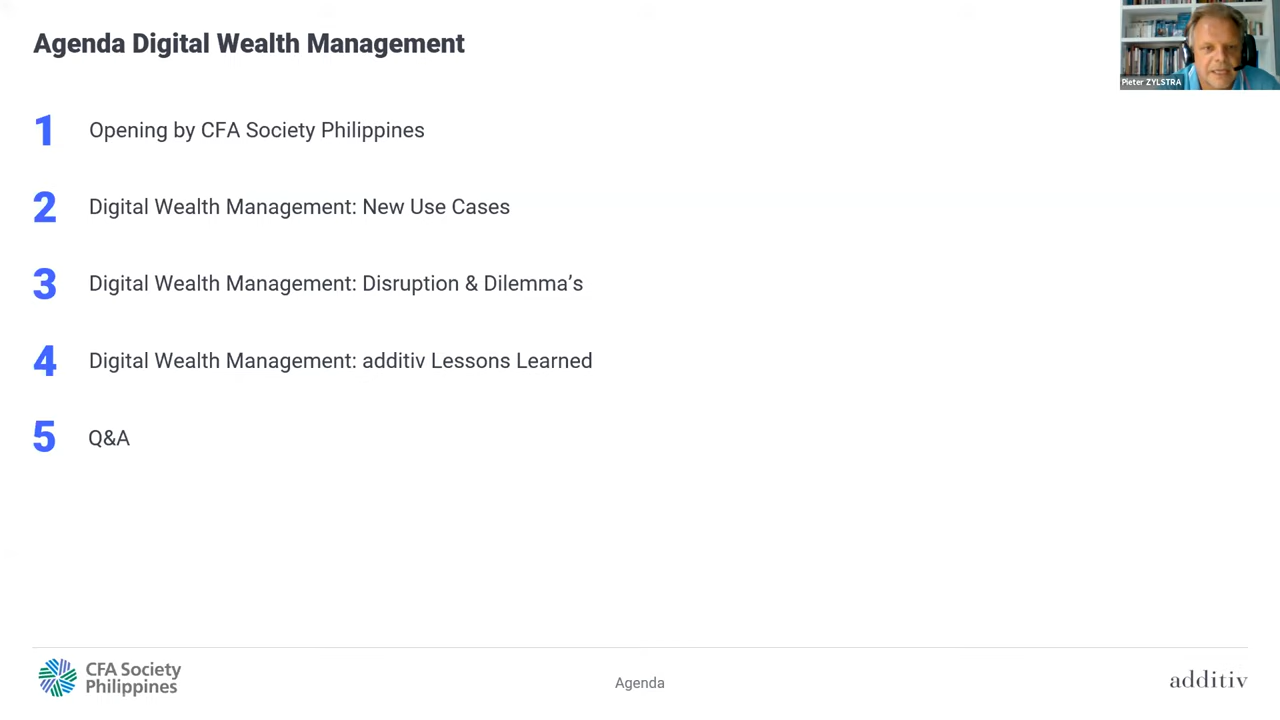 Agenda Digital Wealth Management
Pieter ZYLSTRA
1 Opening by CFA Society Philippines
2 Digital Wealth Management: New Use Cases
3 Digital Wealth Management: Disruption & Dilemma’s
4 Digital Wealth Management: additiv Lessons Learned
5 Q&A
CFA Society
Philippines
Agenda
additiv